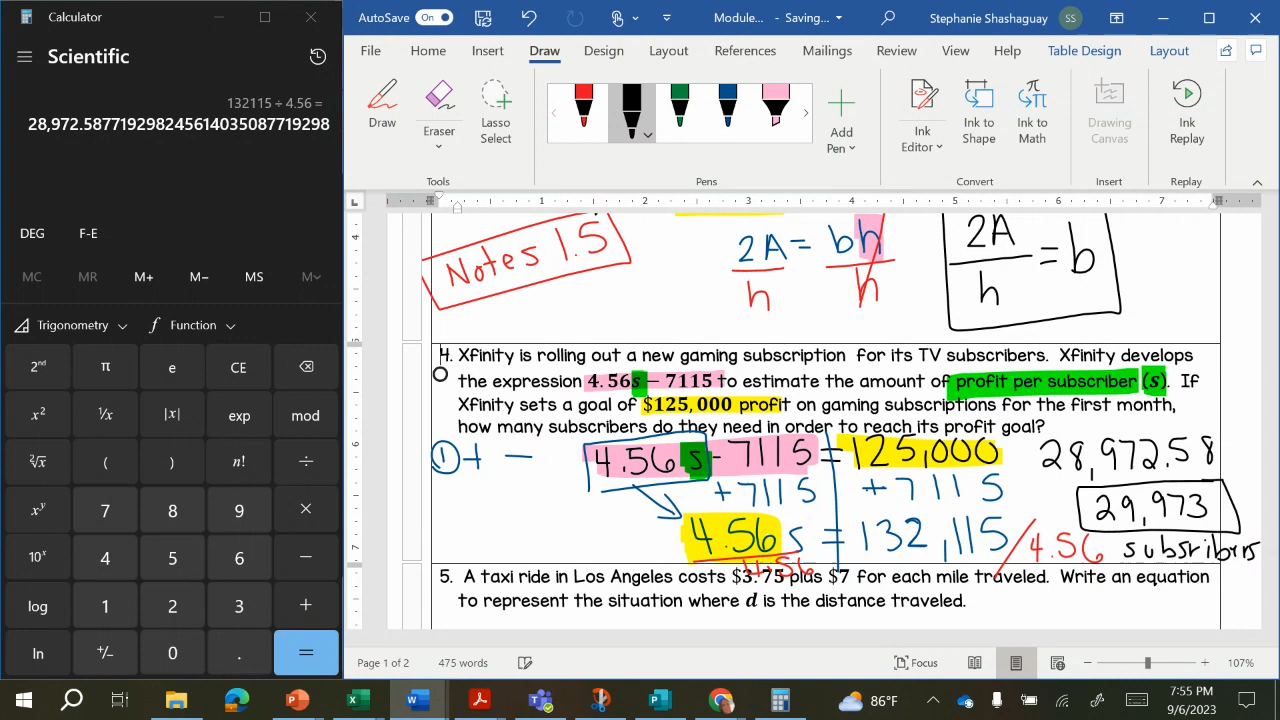 Calculator
AutoSave On Module... - Saving... Stephanie Shashaguay SS
Scientific
132115 ÷ 4.56 =
28,972.587719298245614035087719298
DEG F-E
MC MR M+ M− MS M
Trigonometry f Function
2ⁿᵈ π e CE
x² ¹/x |x| exp mod
²√x ( ) n! ÷
xʸ 7 8 9 ×
10ˣ 4 5 6 −
log 1 2 3 +
ln +/− 0 . =
File Home Insert Draw Design Layout References Mailings Review View Help Table Design Layout
Draw Eraser Lasso Select Add Pen Ink Editor Ink to Shape Ink to Math Drawing Canvas Ink Replay
Tools Pens Convert Insert Replay
1 2 3 4 5 6 7
Notes 1.5
2A = bh
h h
2A/h = b
4. Xfinity is rolling out a new gaming subscription for its TV subscribers. Xfinity develops
the expression 4.56s − 7115 to estimate the amount of profit per subscriber (s). If
Xfinity sets a goal of $125,000 profit on gaming subscriptions for the first month,
how many subscribers do they need in order to reach its profit goal?
① + − 4.56 s - 7115 = 125,000 28,972.58
+7115 +7115 29,973
4.56 s = 132,115 / 4.56 subsribers
4.56
5. A taxi ride in Los Angeles costs $3.75 plus $7 for each mile traveled. Write an equation
to represent the situation where d is the distance traveled.
Page 1 of 2 475 words Focus 107%
86°F
7:55 PM
9/6/2023